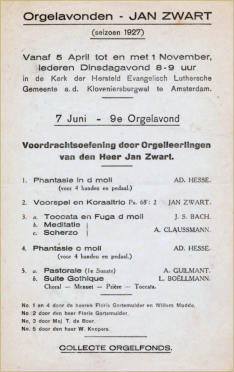 Orgelavonden - JAN ZWART
(seizoen 1927)
Vanaf 5 April tot en met 1 November,
iederen Dinsdagavond 8-9 uur
in de Kerk der Hersteld Evangelisch Luthersche
Gemeente a.d. Kloveniersburgwal te Amsterdam.
7 Juni - 9e Orgelavond
Voordrachtsoefening door Orgelleerlingen
van den Heer Jan Zwart.
1. Phantasie in d moll AD. HESSE.
(voor 4 handen en pedaal.)
2. Voorspel en Koraaltrio Ps. 68: 2 JAN ZWART.
3. a. Toccata en Fuga d moll J. S. BACH.
b. Meditatie
c. Scherzo } A. CLAUSSMANN.
4. Phantasie c moll AD. HESSE.
(voor 4 handen en pedaal.)
5. a Pastorale (1e Sonate) A. GUILMANT.
b Suite Gothique L. BOËLLMANN.
Choral — Menuet — Prière — Toccata.
No. 1 en 4 door de heeren Floris Gortemulder en Willem Mudde.
No. 2 door den heer Floris Gortemulder.
No. 3 door Mej. T. de Boer.
No. 5 door den heer W. Knopers.
COLLECTE ORGELFONDS.